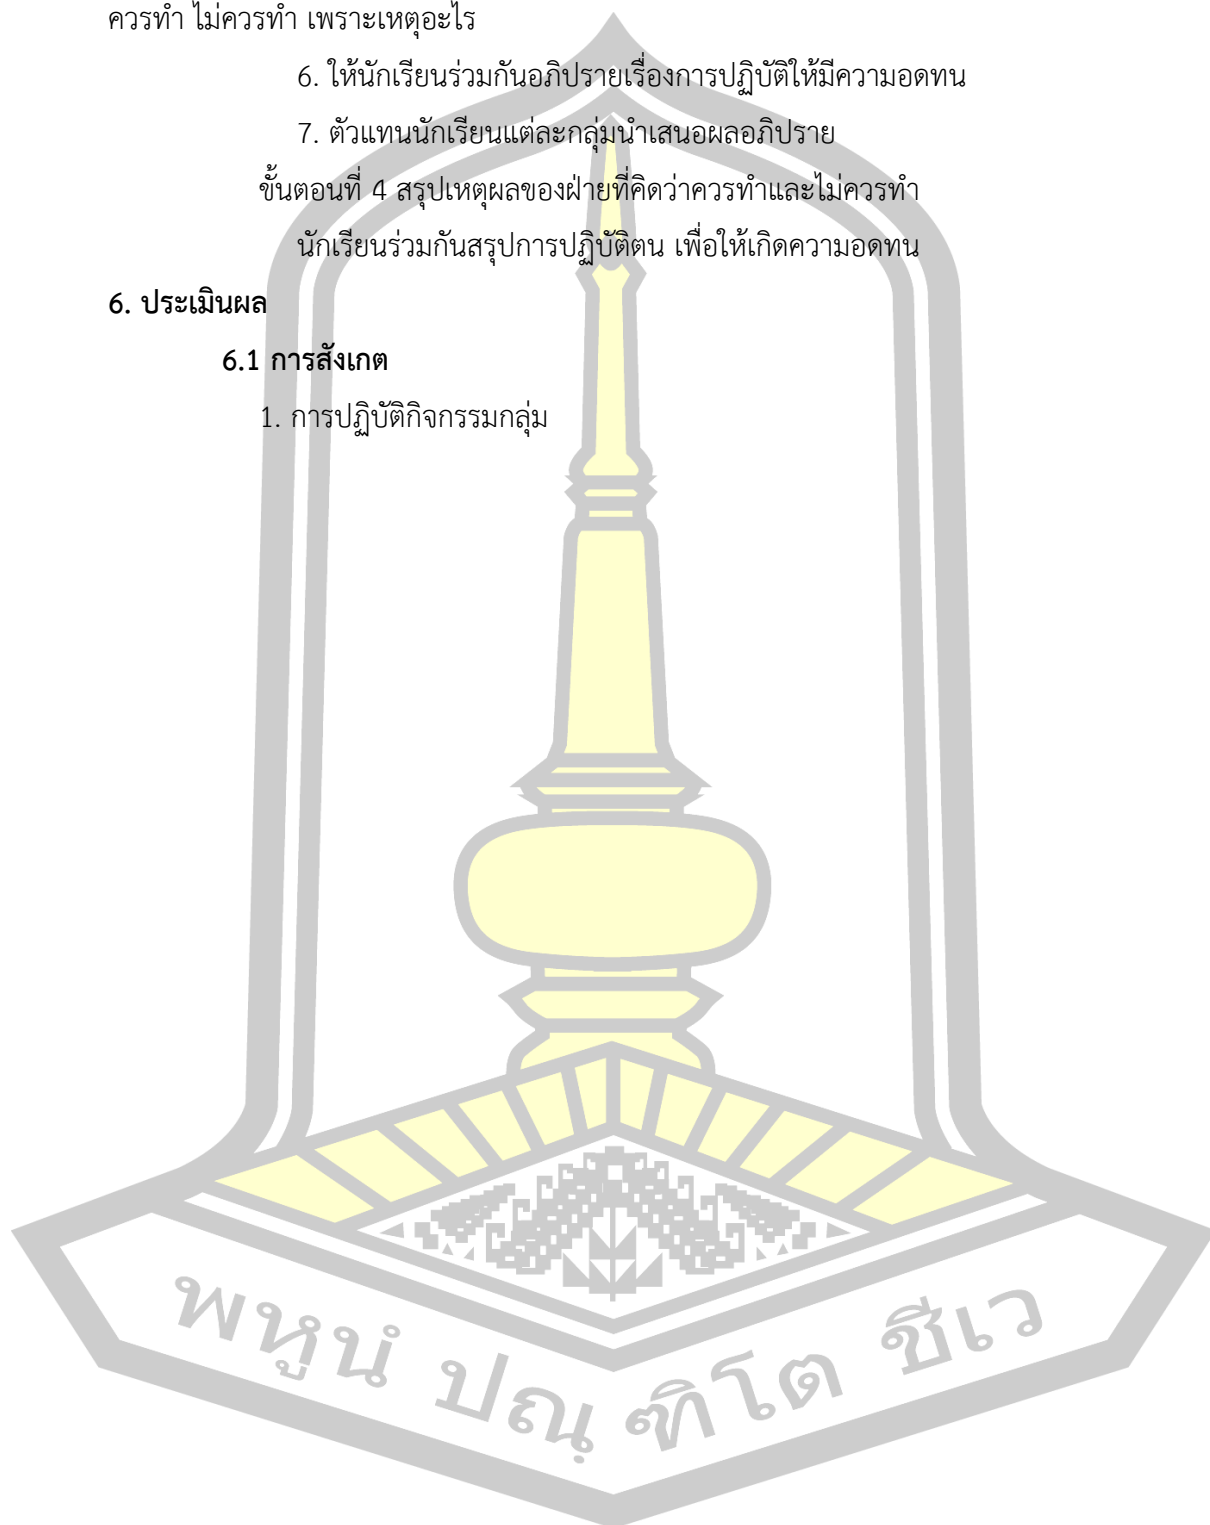 ควรทำ ไม่ควรทำ เพราะเหตุอะไร
6. ให้นักเรียนร่วมกันอภิปรายเรื่องการปฏิบัติให้มีความอดทน
7. ตัวแทนนักเรียนแต่ละกลุ่มนำเสนอผลอภิปราย
ขั้นตอนที่ 4 สรุปเหตุผลของฝ่ายที่คิดว่าควรทำและไม่ควรทำ
นักเรียนร่วมกันสรุปการปฏิบัติตน เพื่อให้เกิดความอดทน
6. ประเมินผล
6.1 การสังเกต
1. การปฏิบัติกิจกรรมกลุ่ม
พหูนํ ปณฺ ฑิโต ชีเว